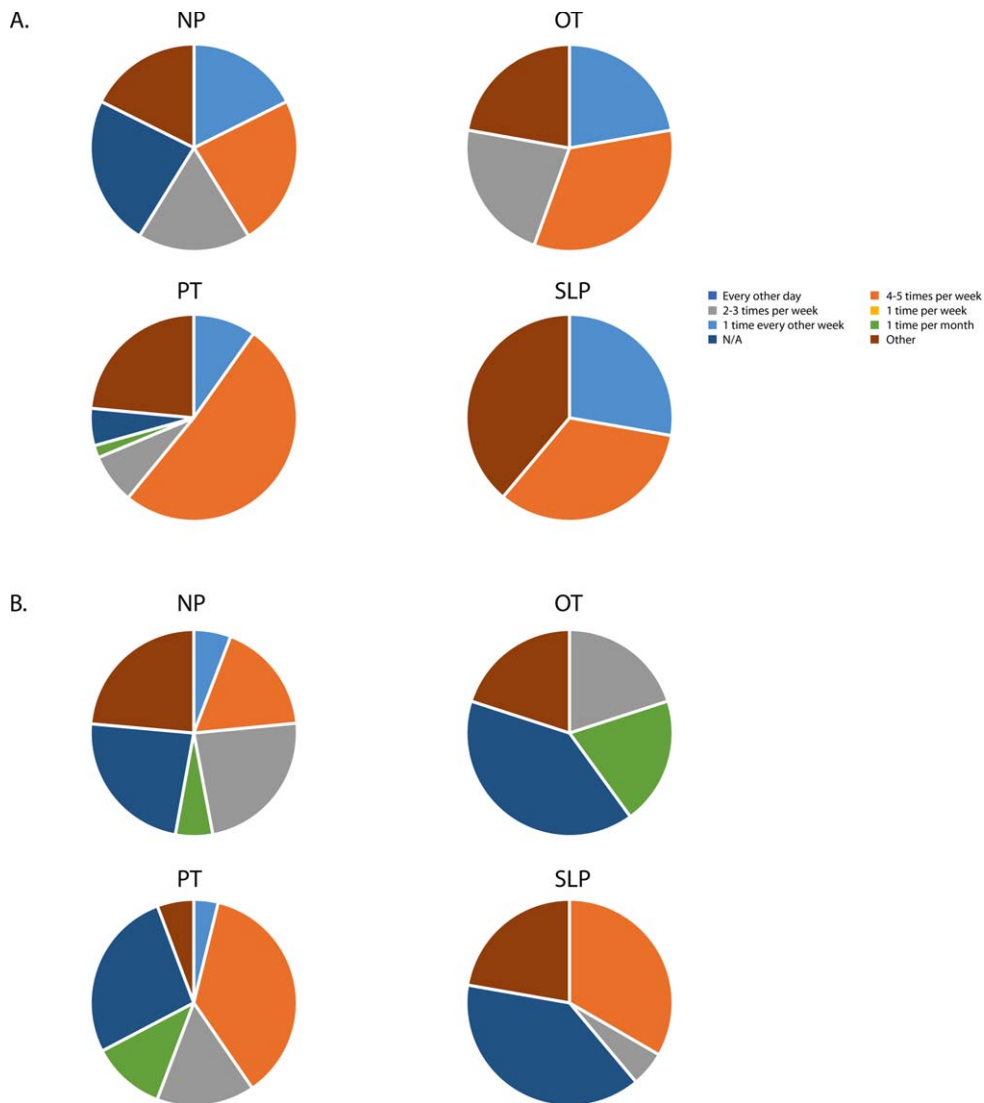 A.
NP
OT
PT
SLP
Every other day
4-5 times per week
2-3 times per week
1 time per week
1 time every other week
1 time per month
N/A
Other
B.
NP
OT
PT
SLP